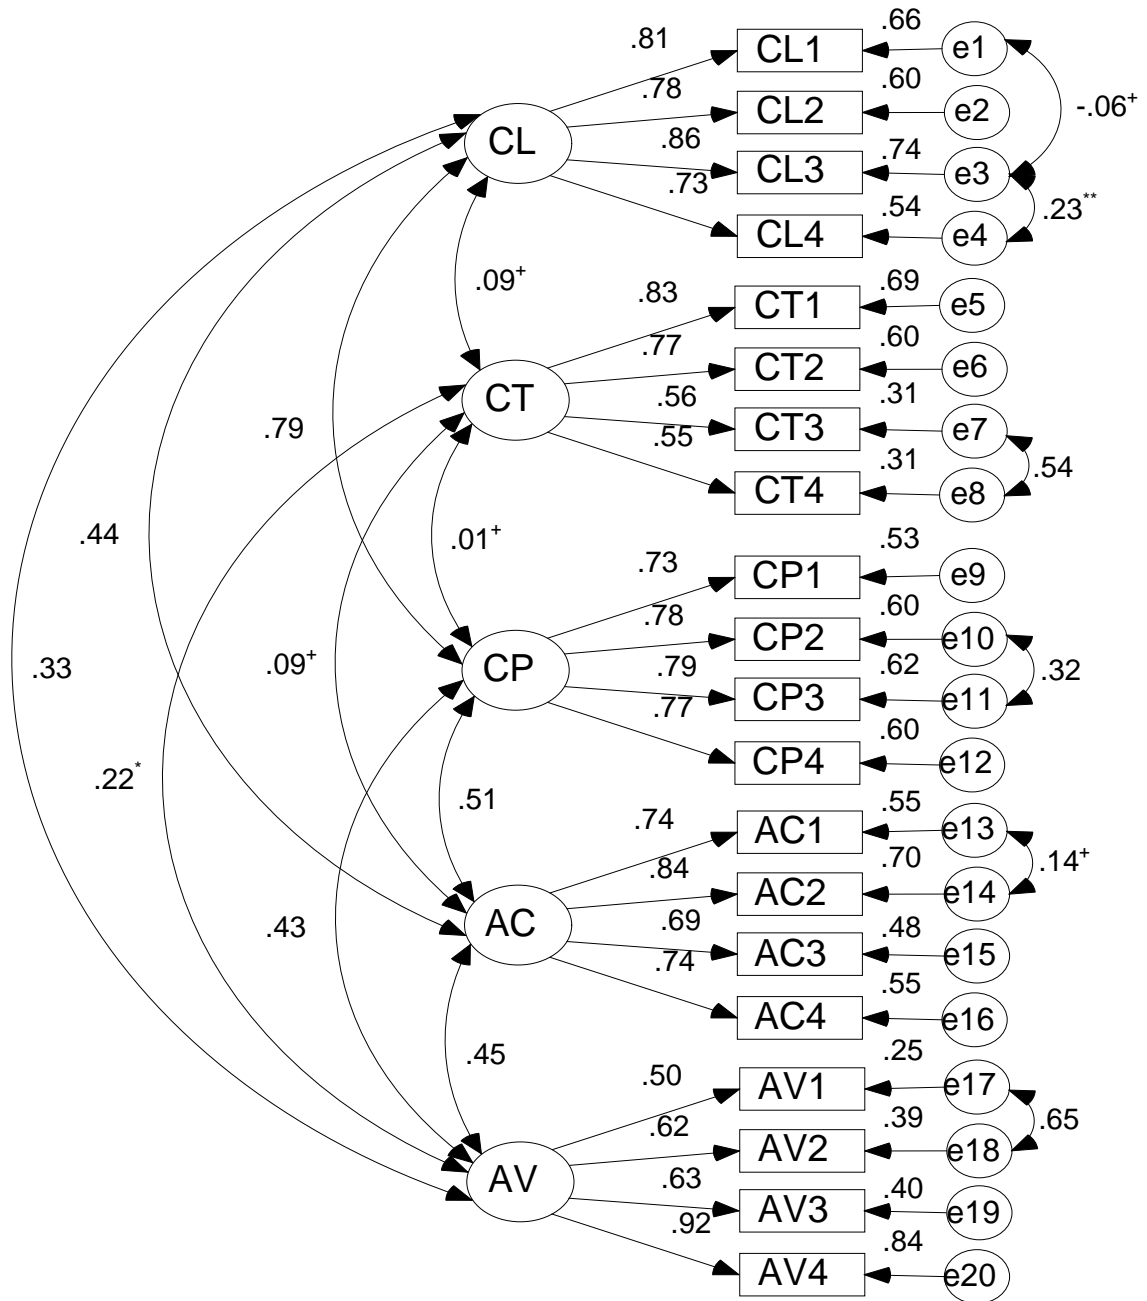 .81 CL1 .66 e1
.78 CL2 .60 e2 -.06+
CL .86 CL3 .74 e3
.73 CL4 .54 e4 .23**
.09+
.83 CT1 .69 e5
.77 CT2 .60 e6
CT .56 CT3 .31 e7
.79 .55 CT4 .31 e8 .54
.44 .01+
.73 CP1 .53 e9
.78 CP2 .60 e10
.33 .09+ CP .79 CP3 .62 e11 .32
.77 CP4 .60 e12
.22* .51
.74 AC1 .55 e13
.84 AC2 .70 e14 .14+
.43 AC .69 AC3 .48 e15
.74 AC4 .55 e16
.45
.50 AV1 .25 e17
.62 AV2 .39 e18 .65
AV .63 AV3 .40 e19
.92 AV4 .84 e20